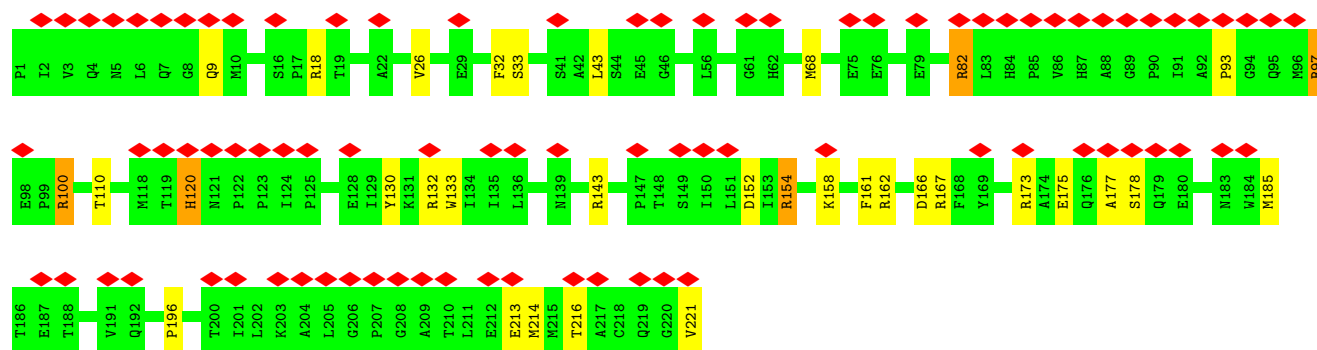 P1 I2 V3 Q4 N5 L6 Q7 G8 Q9 M10 S16 P17 R18 T19 A22 V26 E29 F32 S33 S41 A42 L43 S44 E45 G46 L56 G61 H62 M68 E75 E76 E79 R82 L83 H84 P85 V86 H87 A88 G89 P90 I91 A92 P93 G94 Q95 M96 R97
E98 P99 R100 T110 M118 T119 H120 N121 P122 P123 I124 P125 E128 I129 Y130 K131 R132 W133 I134 I135 L136 N139 R143 P147 T148 S149 I150 L151 D152 I153 R154 K158 F161 R162 D166 R167 F168 Y169 R173 A174 E175 Q176 A177 S178 Q179 E180 N183 W184 M185
T186 E187 T188 V191 Q192 P196 T200 I201 L202 K203 A204 L205 G206 P207 G208 A209 T210 L211 E212 E213 M214 M215 T216 A217 C218 Q219 G220 V221